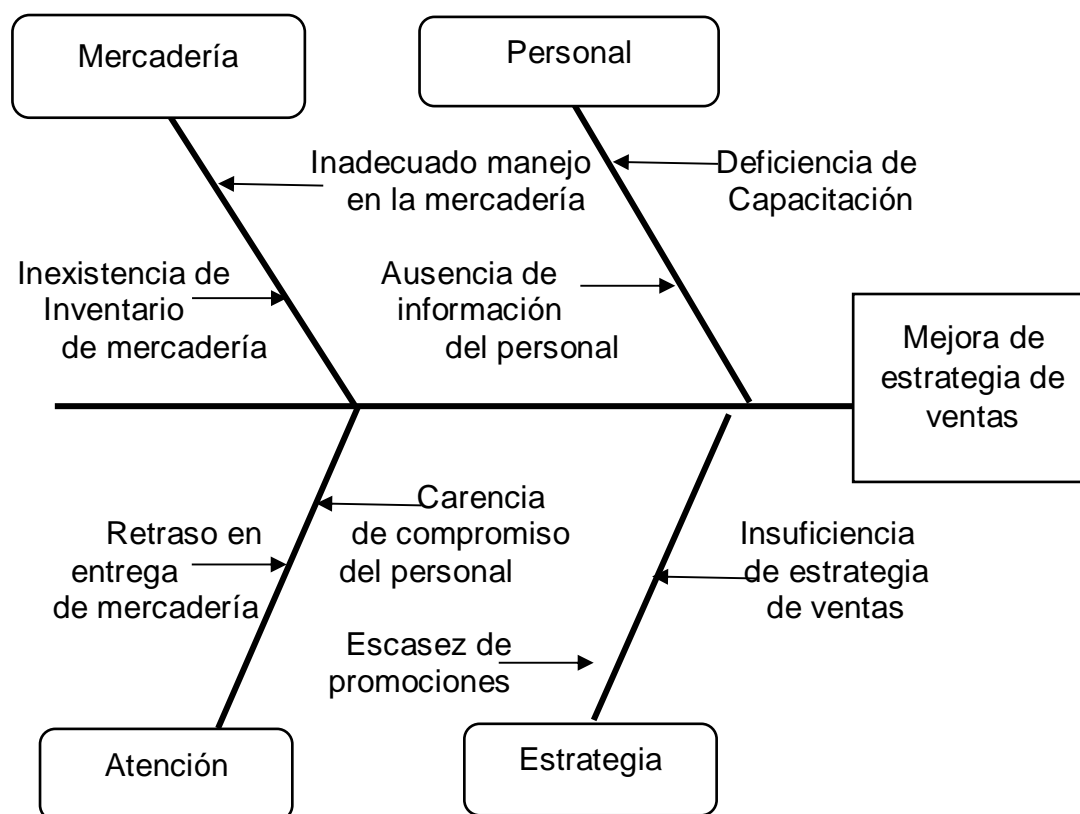 Mercadería
Personal
Inadecuado manejo
en la mercadería
Deficiencia de
Capacitación
Inexistencia de
Inventario
de mercadería
Ausencia de
información
del personal
Mejora de
estrategia de
ventas
Retraso en
entrega
de mercadería
Carencia
de compromiso
del personal
Insuficiencia
de estrategia
de ventas
Escasez de
promociones
Atención
Estrategia